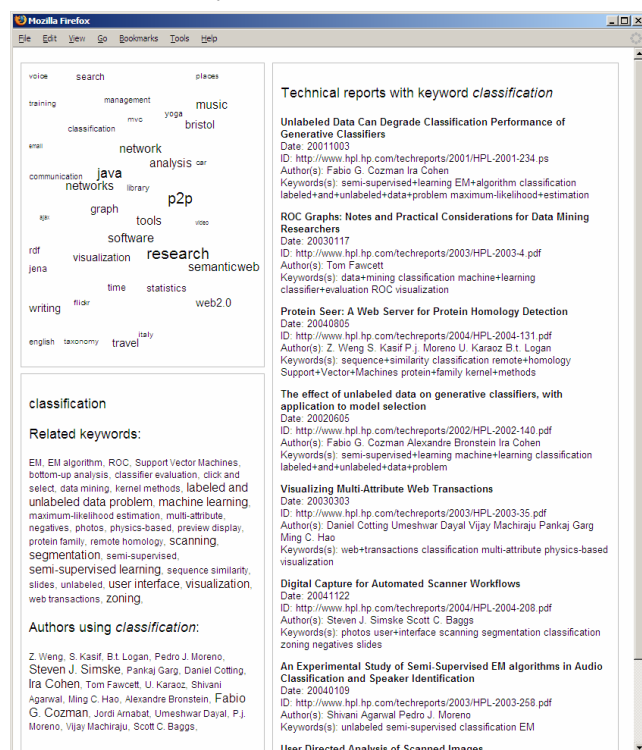 Mozilla Firefox
File Edit View Go Bookmarks Tools Help
voice search places
training management music
mvc yoga
classification bristol
email network
analysis car
communication java
networks library
p2p
graph
ajax tools video
software
rdf research
visualization
jena semanticweb
time statistics
flickr web2.0
writing
italy
english taxonomy travel
classification
Related keywords:
EM, EM algorithm, ROC, Support Vector Machines,
bottom-up analysis, classifier evaluation, click and
select, data mining, kernel methods, labeled and
unlabeled data problem, machine learning,
maximum-likelihood estimation, multi-attribute,
negatives, photos, physics-based, preview display,
protein family, remote homology, scanning,
segmentation, semi-supervised,
semi-supervised learning, sequence similarity,
slides, unlabeled, user interface, visualization,
web transactions, zoning,
Authors using classification:
Z. Weng, S. Kasif, B.t. Logan, Pedro J. Moreno,
Steven J. Simske, Pankaj Garg, Daniel Cotting,
Ira Cohen, Tom Fawcett, U. Karaoz, Shivani
Agarwal, Ming C. Hao, Alexandre Bronstein, Fabio
G. Cozman, Jordi Arnabat, Umeshwar Dayal, P.j.
Moreno, Vijay Machiraju, Scott C. Baggs,
Technical reports with keyword classification
Unlabeled Data Can Degrade Classification Performance of
Generative Classifiers
Date: 20011003
ID: http://www.hpl.hp.com/techreports/2001/HPL-2001-234.ps
Author(s): Fabio G. Cozman Ira Cohen
Keywords(s): semi-supervised+learning EM+algorithm classification
labeled+and+unlabeled+data+problem maximum-likelihood+estimation
ROC Graphs: Notes and Practical Considerations for Data Mining
Researchers
Date: 20030117
ID: http://www.hpl.hp.com/techreports/2003/HPL-2003-4.pdf
Author(s): Tom Fawcett
Keywords(s): data+mining classification machine+learning
classifier+evaluation ROC visualization
Protein Seer: A Web Server for Protein Homology Detection
Date: 20040805
ID: http://www.hpl.hp.com/techreports/2004/HPL-2004-131.pdf
Author(s): Z. Weng S. Kasif P.j. Moreno U. Karaoz B.t. Logan
Keywords(s): sequence+similarity classification remote+homology
Support+Vector+Machines protein+family kernel+methods
The effect of unlabeled data on generative classifiers, with
application to model selection
Date: 20020605
ID: http://www.hpl.hp.com/techreports/2002/HPL-2002-140.pdf
Author(s): Fabio G. Cozman Alexandre Bronstein Ira Cohen
Keywords(s): semi-supervised+learning machine+learning classification
labeled+and+unlabeled+data+problem
Visualizing Multi-Attribute Web Transactions
Date: 20030303
ID: http://www.hpl.hp.com/techreports/2003/HPL-2003-35.pdf
Author(s): Daniel Cotting Umeshwar Dayal Vijay Machiraju Pankaj Garg
Ming C. Hao
Keywords(s): web+transactions classification multi-attribute physics-based
visualization
Digital Capture for Automated Scanner Workflows
Date: 20041122
ID: http://www.hpl.hp.com/techreports/2004/HPL-2004-208.pdf
Author(s): Steven J. Simske Scott C. Baggs
Keywords(s): photos user+interface scanning segmentation classification
zoning negatives slides
An Experimental Study of Semi-Supervised EM algorithms in Audio
Classification and Speaker Identification
Date: 20040109
ID: http://www.hpl.hp.com/techreports/2003/HPL-2003-258.pdf
Author(s): Shivani Agarwal Pedro J. Moreno
Keywords(s): unlabeled semi-supervised classification EM
User Directed Analysis of Scanned Images